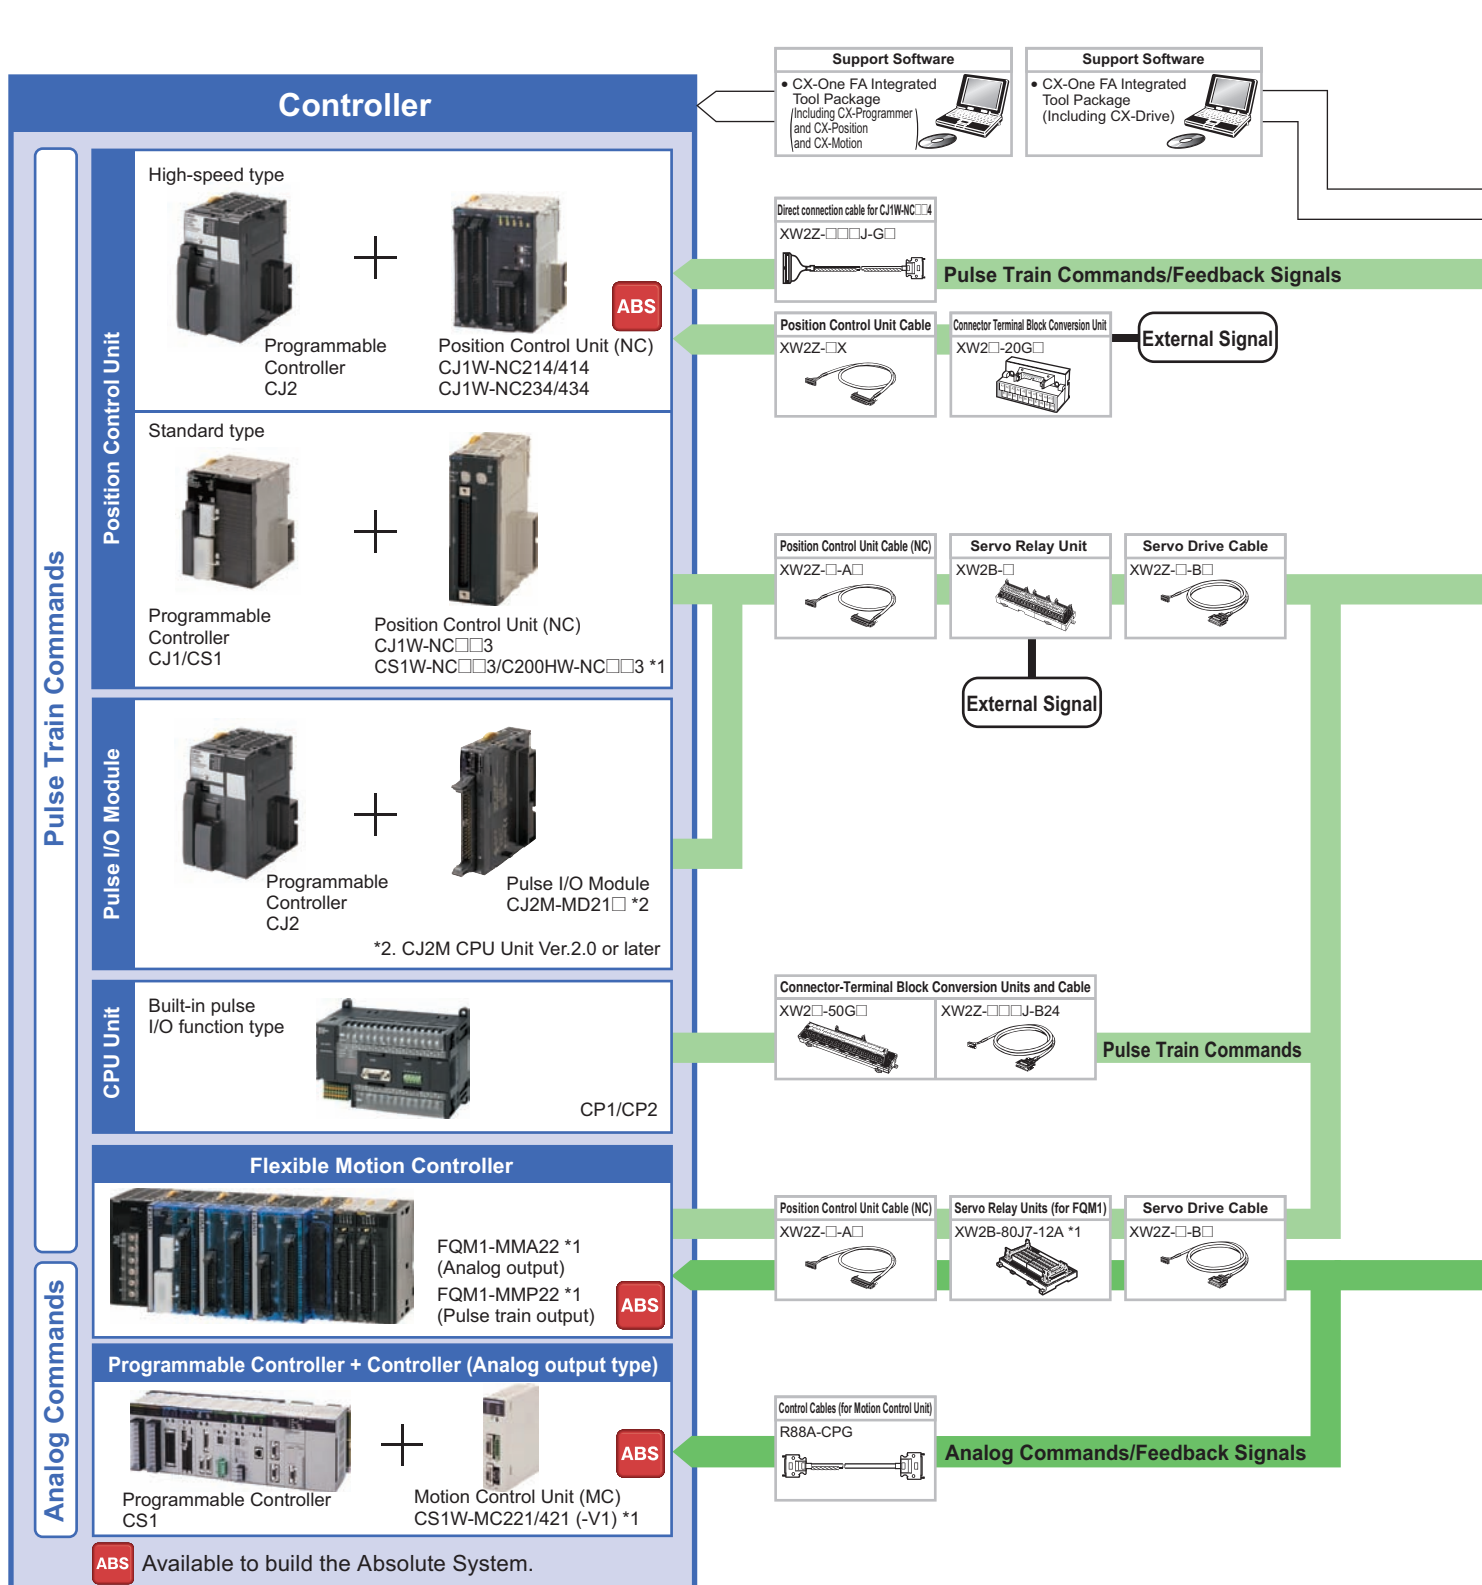 Support Software
• CX-One FA Integrated
Tool Package
(Including CX-Programmer
and CX-Position
and CX-Motion)
Support Software
• CX-One FA Integrated
Tool Package
(Including CX-Drive)
Controller
Pulse Train Commands
Position Control Unit
High-speed type
Programmable
Controller
CJ2
ABS
Position Control Unit (NC)
CJ1W-NC214/414
CJ1W-NC234/434
Direct connection cable for CJ1W-NC□□4
XW2Z-□□□J-G□
Pulse Train Commands/Feedback Signals
Position Control Unit Cable
XW2Z-□X
Connector Terminal Block Conversion Unit
XW2□-20G□
External Signal
Standard type
Programmable
Controller
CJ1/CS1
Position Control Unit (NC)
CJ1W-NC□□3
CS1W-NC□□3/C200HW-NC□□3 *1
Position Control Unit Cable (NC)
XW2Z-□-A□
Servo Relay Unit
XW2B-□
Servo Drive Cable
XW2Z-□-B□
External Signal
Pulse I/O Module
Programmable
Controller
CJ2
Pulse I/O Module
CJ2M-MD21□ *2
*2. CJ2M CPU Unit Ver.2.0 or later
CPU Unit
Built-in pulse
I/O function type
CP1/CP2
Connector-Terminal Block Conversion Units and Cable
XW2□-50G□
XW2Z-□□□J-B24
Pulse Train Commands
Flexible Motion Controller
FQM1-MMA22 *1
(Analog output)
FQM1-MMP22 *1
(Pulse train output)
ABS
Position Control Unit Cable (NC)
XW2Z-□-A□
Servo Relay Units (for FQM1)
XW2B-80J7-12A *1
Servo Drive Cable
XW2Z-□-B□
Analog Commands
Programmable Controller + Controller (Analog output type)
Programmable Controller
CS1
ABS
Motion Control Unit (MC)
CS1W-MC221/421 (-V1) *1
Control Cables (for Motion Control Unit)
R88A-CPG
Analog Commands/Feedback Signals
ABS Available to build the Absolute System.